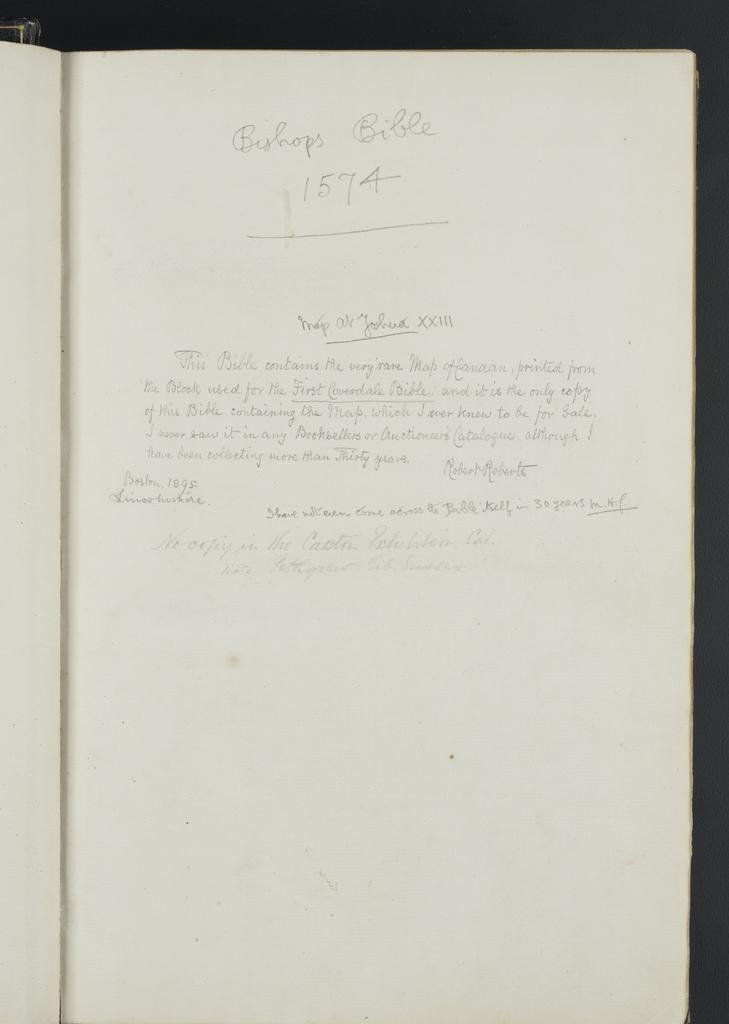 Bishops Bible
1574
Map at Joshua XXIII
This Bible contains the very rare Map of Canaan, printed from
the Block used for the First Coverdale Bible: and it is the only copy
of this Bible containing the Map, which I ever knew to be for Sale.
I never saw it in any Booksellers or Auctioneers Catalogue, although I
have been collecting more than Thirty years.
Robert Roberts
Boston. 1895.
Lincolnshire.
I have not even come across the Bible itself in 30 years
No copy in the Caxton Exhibition Cat.
Pettigrew Bib. Sussex